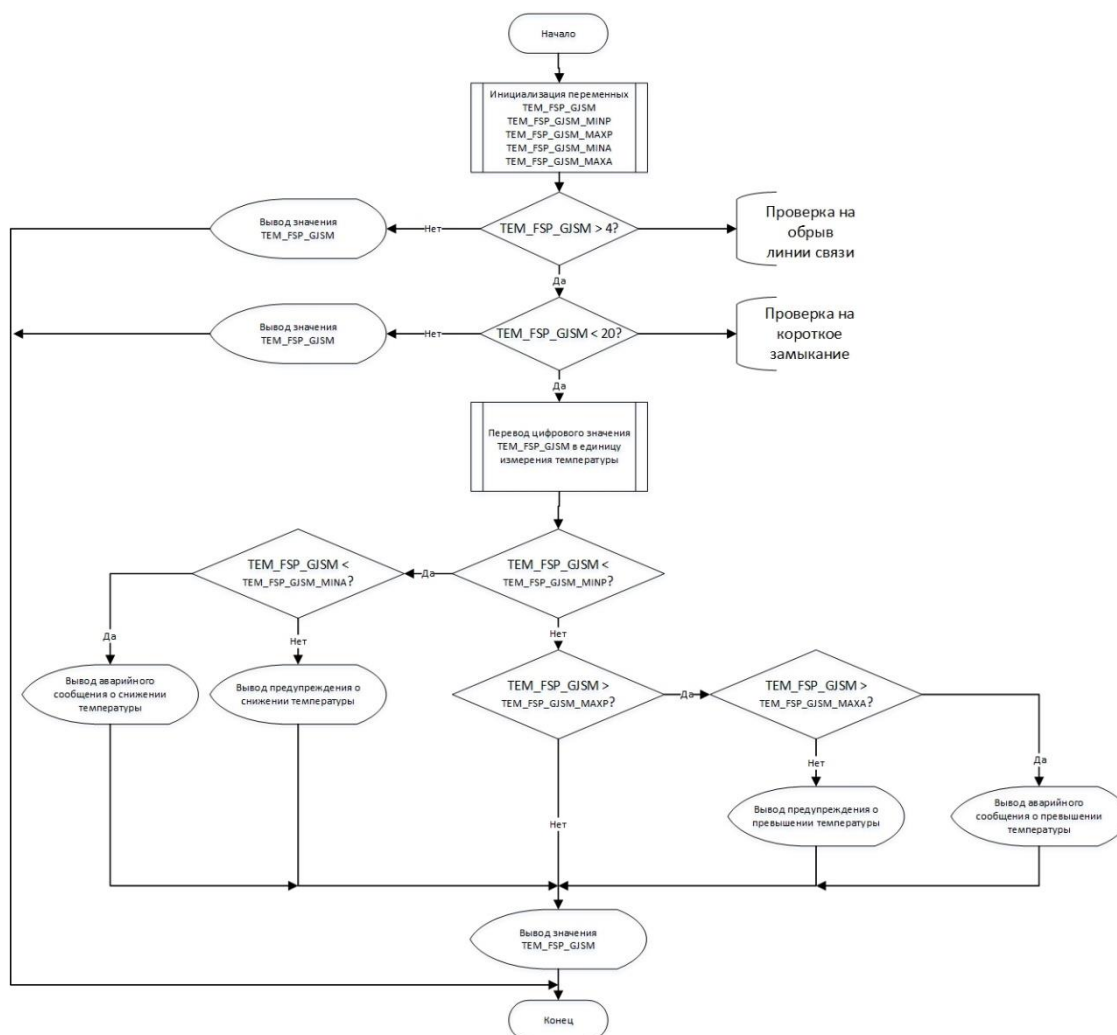 Начало
Инициализация переменных
TEM_FSP_GJSM
TEM_FSP_GJSM_MINP
TEM_FSP_GJSM_MAXP
TEM_FSP_GJSM_MINA
TEM_FSP_GJSM_MAXA
Вывод значения
TEM_FSP_GJSM
Нет
TEM_FSP_GJSM > 4?
Проверка на
обрыв
линии связи
Да
Вывод значения
TEM_FSP_GJSM
Нет
TEM_FSP_GJSM < 20?
Проверка на
короткое
замыкание
Да
Перевод цифрового значения
TEM_FSP_GJSM в единицу
измерения температуры
TEM_FSP_GJSM <
TEM_FSP_GJSM_MINA?
Да
TEM_FSP_GJSM <
TEM_FSP_GJSM_MINP?
Да
Нет
Нет
Вывод аварийного
сообщения о снижении
температуры
Вывод предупреждения о
снижении температуры
TEM_FSP_GJSM >
TEM_FSP_GJSM_MAXP?
Да
TEM_FSP_GJSM >
TEM_FSP_GJSM_MAXA?
Нет
Да
Нет
Вывод предупреждения о
превышении температуры
Вывод аварийного
сообщения о превышении
температуры
Вывод значения
TEM_FSP_GJSM
Конец